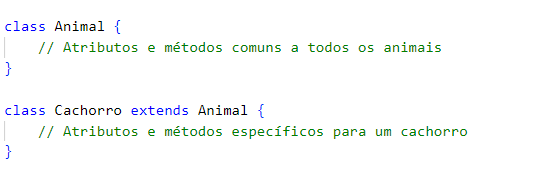 class Animal {
    // Atributos e métodos comuns a todos os animais
}
class Cachorro extends Animal {
    // Atributos e métodos específicos para um cachorro
}